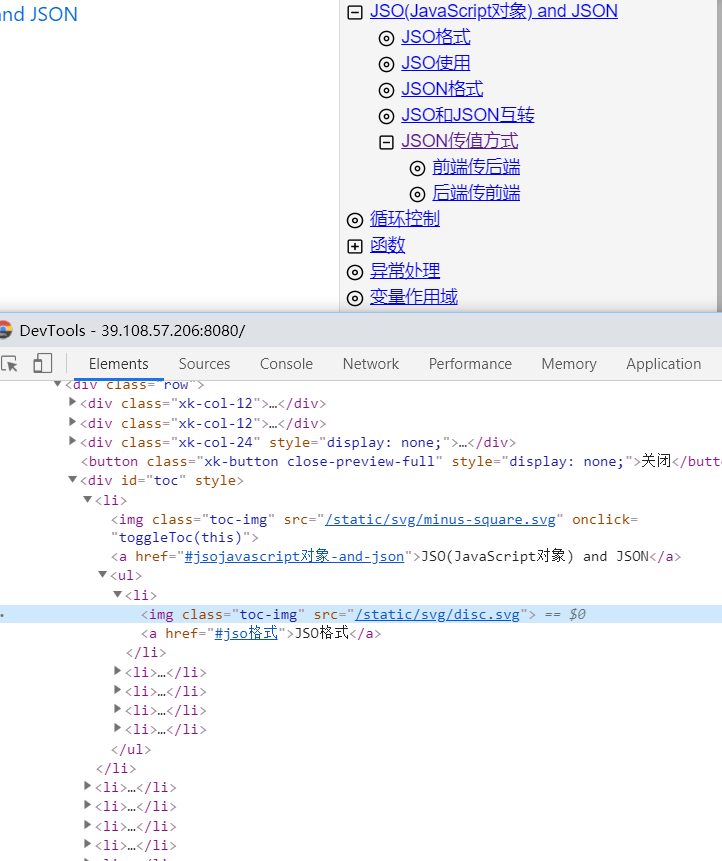 and JSON
JSO(JavaScript对象) and JSON
JSO格式
JSO使用
JSON格式
JSO和JSON互转
JSON传值方式
前端传后端
后端传前端
循环控制
函数
异常处理
变量作用域
DevTools - 39.108.57.206:8080/
Elements Sources Console Network Performance Memory Application
<div class="row">
<div class="xk-col-12">…</div>
<div class="xk-col-12">…</div>
<div class="xk-col-24" style="display: none;">…</div>
<button class="xk-button close-preview-full" style="display: none;">关闭</butt
<div id="toc" style>
<li>
<img class="toc-img" src="/static/svg/minus-square.svg" onclick=
"toggleToc(this)">
<a href="#jsojavascript对象-and-json">JSO(JavaScript对象) and JSON</a>
<ul>
<li>
<img class="toc-img" src="/static/svg/disc.svg"> == $0
<a href="#jso格式">JSO格式</a>
</li>
<li>…</li>
<li>…</li>
<li>…</li>
<li>…</li>
</ul>
</li>
<li>…</li>
<li>…</li>
<li>…</li>
<li>…</li>